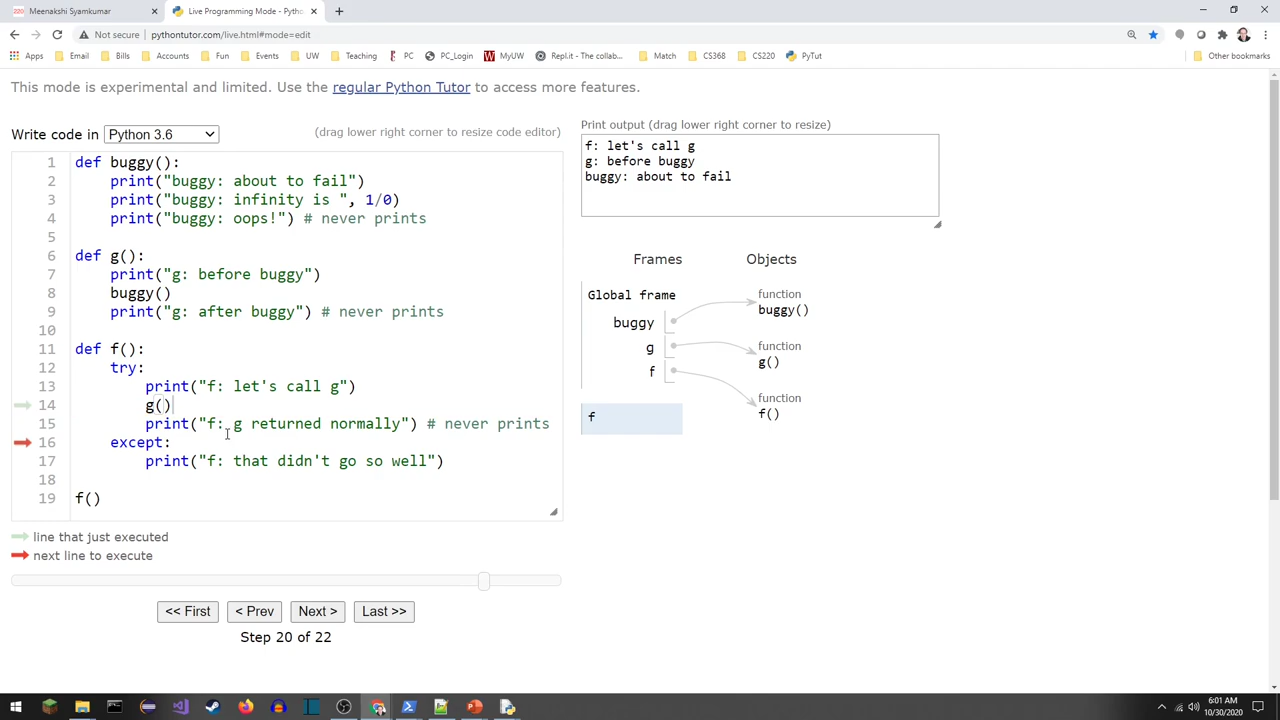 Meenakshi Syamkumar
Live Programming Mode - Pytho
Not secure | pythontutor.com/live.html#mode=edit
Apps Email Bills Accounts Fun Events UW Teaching PC PC_Login MyUW Repl.it - The collab... Match CS368 CS220 PyTut Other bookmarks
This mode is experimental and limited. Use the regular Python Tutor to access more features.
Write code in Python 3.6 (drag lower right corner to resize code editor)
1 def buggy():
2 print("buggy: about to fail")
3 print("buggy: infinity is ", 1/0)
4 print("buggy: oops!") # never prints
5
6 def g():
7 print("g: before buggy")
8 buggy()
9 print("g: after buggy") # never prints
10
11 def f():
12 try:
13 print("f: let's call g")
14 g()
15 print("f: g returned normally") # never prints
16 except:
17 print("f: that didn't go so well")
18
19 f()
line that just executed
next line to execute
<< First < Prev Next > Last >>
Step 20 of 22
Print output (drag lower right corner to resize)
f: let's call g
g: before buggy
buggy: about to fail
Frames Objects
Global frame
buggy
g
f
function
buggy()
function
g()
function
f()
f
6:01 AM
10/30/2020